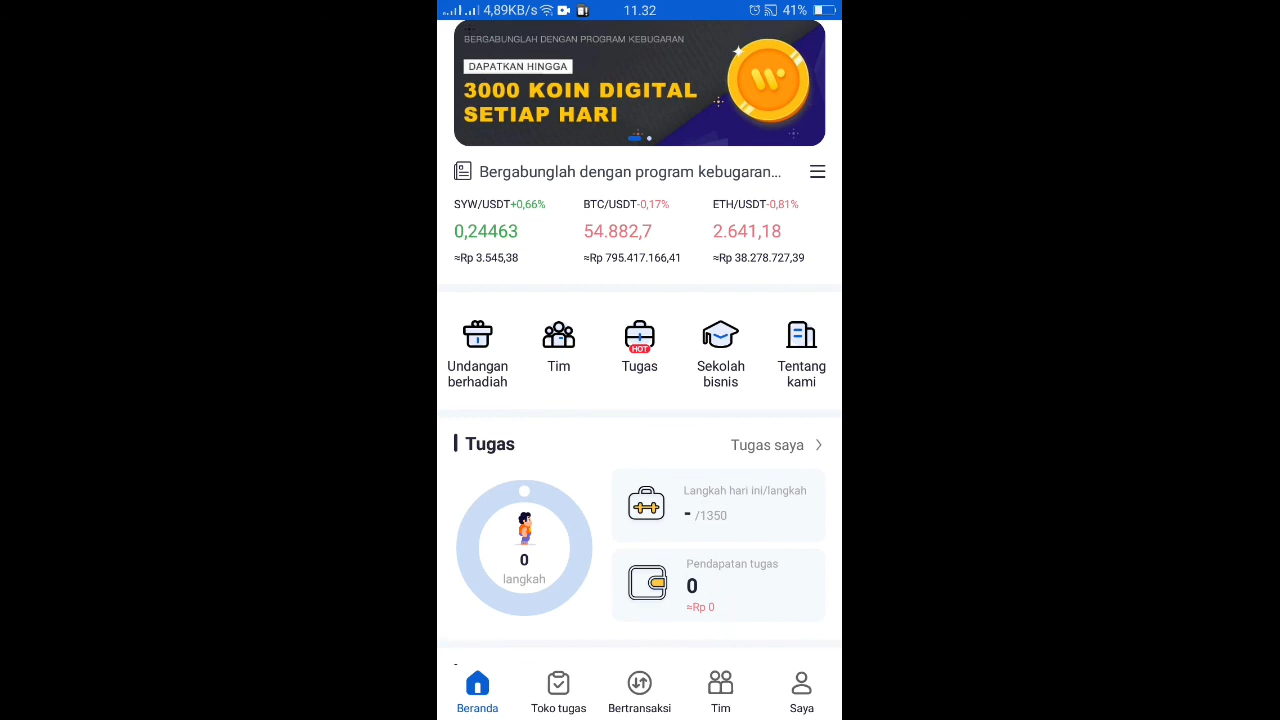 4,89KB/s 11.32 41%
BERGABUNGLAH DENGAN PROGRAM KEBUGARAN
DAPATKAN HINGGA
3000 KOIN DIGITAL
SETIAP HARI
Bergabunglah dengan program kebugaran...
SYW/USDT+0,66% BTC/USDT-0,17% ETH/USDT-0,81%
0,24463 54.882,7 2.641,18
≈Rp 3.545,38 ≈Rp 795.417.166,41 ≈Rp 38.278.727,39
HOT
Undangan berhadiah
Tim
Tugas
Sekolah bisnis
Tentang kami
Tugas
Tugas saya
0
langkah
Langkah hari ini/langkah
- /1350
Pendapatan tugas
0
≈Rp 0
Beranda Toko tugas Bertransaksi Tim Saya